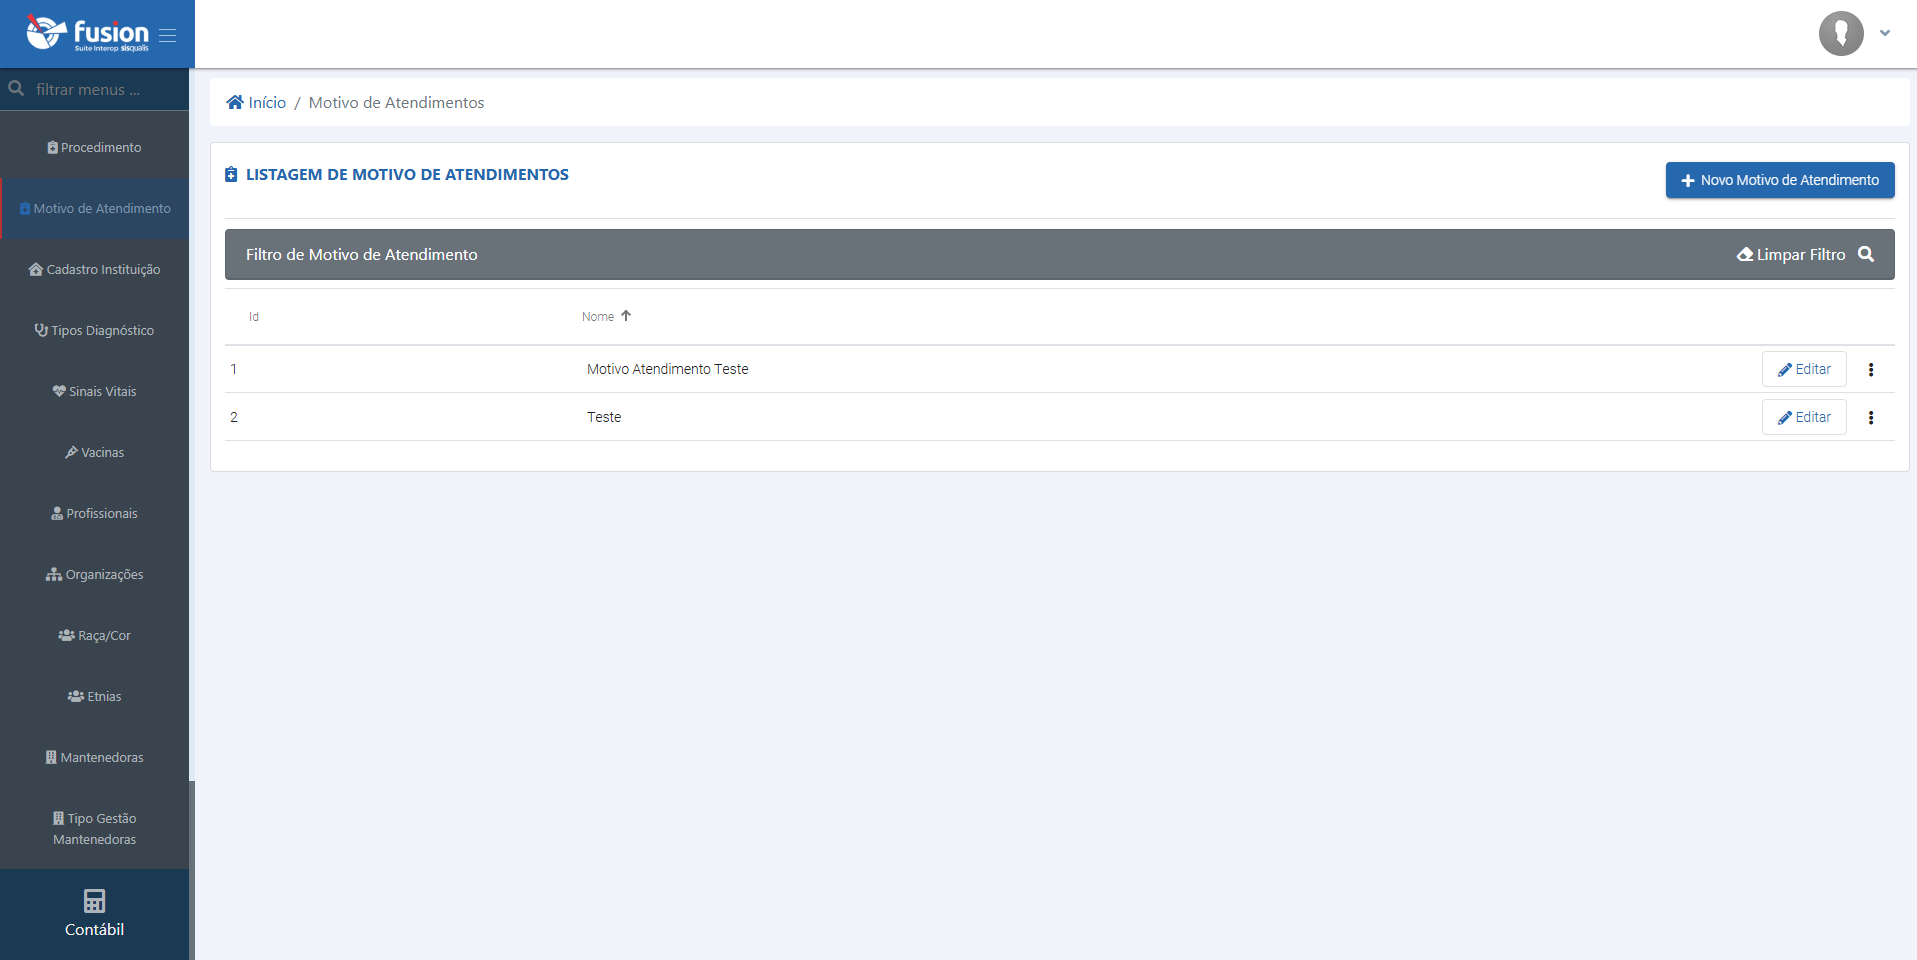 fusion
Suite Interop sisqualis
filtrar menus ...
Procedimento
Motivo de Atendimento
Cadastro Instituição
Tipos Diagnóstico
Sinais Vitais
Vacinas
Profissionais
Organizações
Raça/Cor
Etnias
Mantenedoras
Tipo Gestão
Mantenedoras
Contábil
Início / Motivo de Atendimentos
LISTAGEM DE MOTIVO DE ATENDIMENTOS
Novo Motivo de Atendimento
Filtro de Motivo de Atendimento
Limpar Filtro
Id Nome
1 Motivo Atendimento Teste Editar
2 Teste Editar